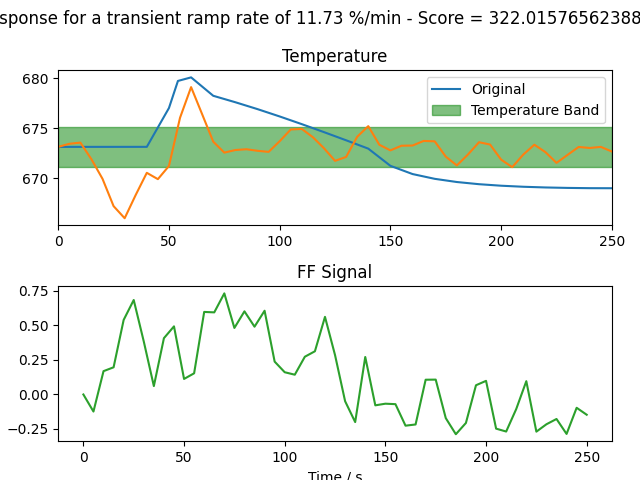 sponse for a transient ramp rate of 11.73 %/min - Score = 322.01576562388
Temperature
680
675
670
Original
Temperature Band
0 50 100 150 200 250
FF Signal
0.75
0.50
0.25
0.00
−0.25
0 50 100 150 200 250
Time / s